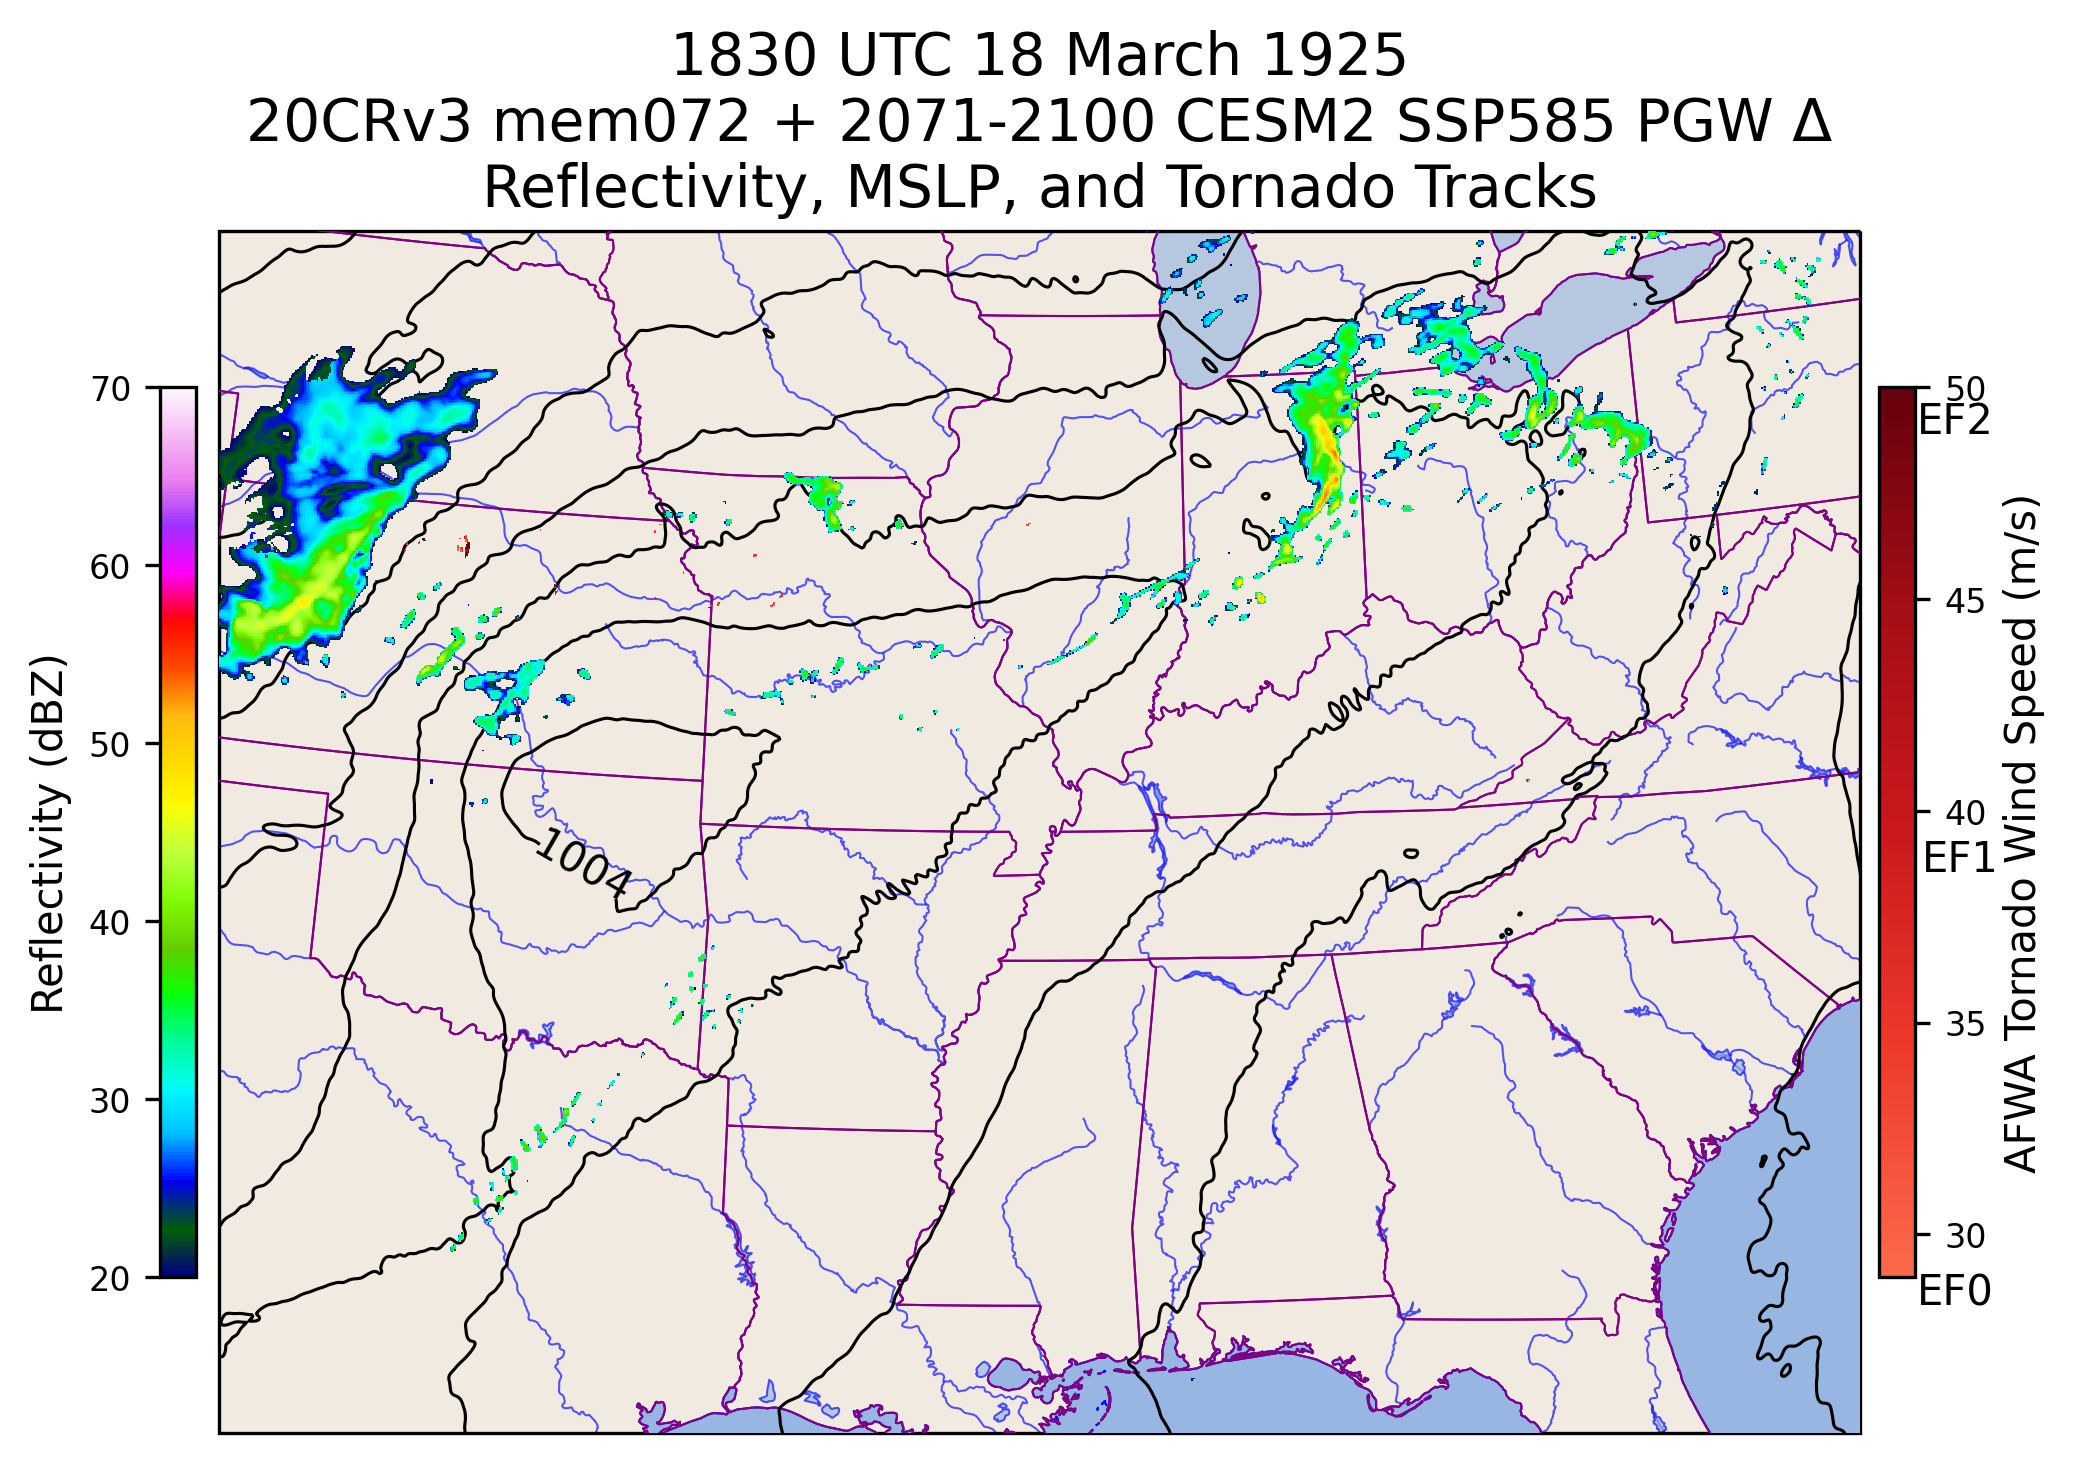 1830 UTC 18 March 1925
20CRv3 mem072 + 2071-2100 CESM2 SSP585 PGW Δ
Reflectivity, MSLP, and Tornado Tracks
Reflectivity (dBZ)
70
60
50
40
30
20
1004
50
EF2
45
40
EF1
35
30
EF0
AFWA Tornado Wind Speed (m/s)